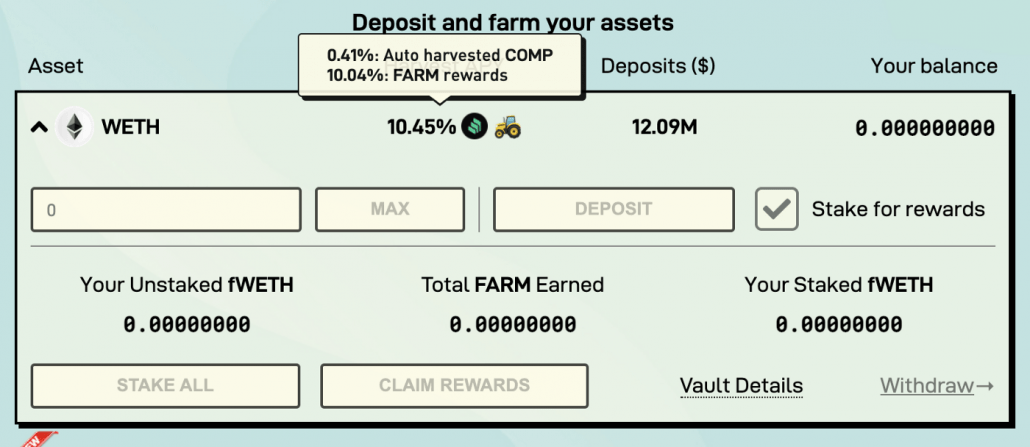 Deposit and farm your assets
0.41%: Auto harvested COMP
10.04%: FARM rewards
Asset
Deposits ($)
Your balance
WETH
10.45%
12.09M
0.000000000
0
MAX
DEPOSIT
Stake for rewards
Your Unstaked fWETH
Total FARM Earned
Your Staked fWETH
0.00000000
0.00000000
0.00000000
STAKE ALL
CLAIM REWARDS
Vault Details
Withdraw→